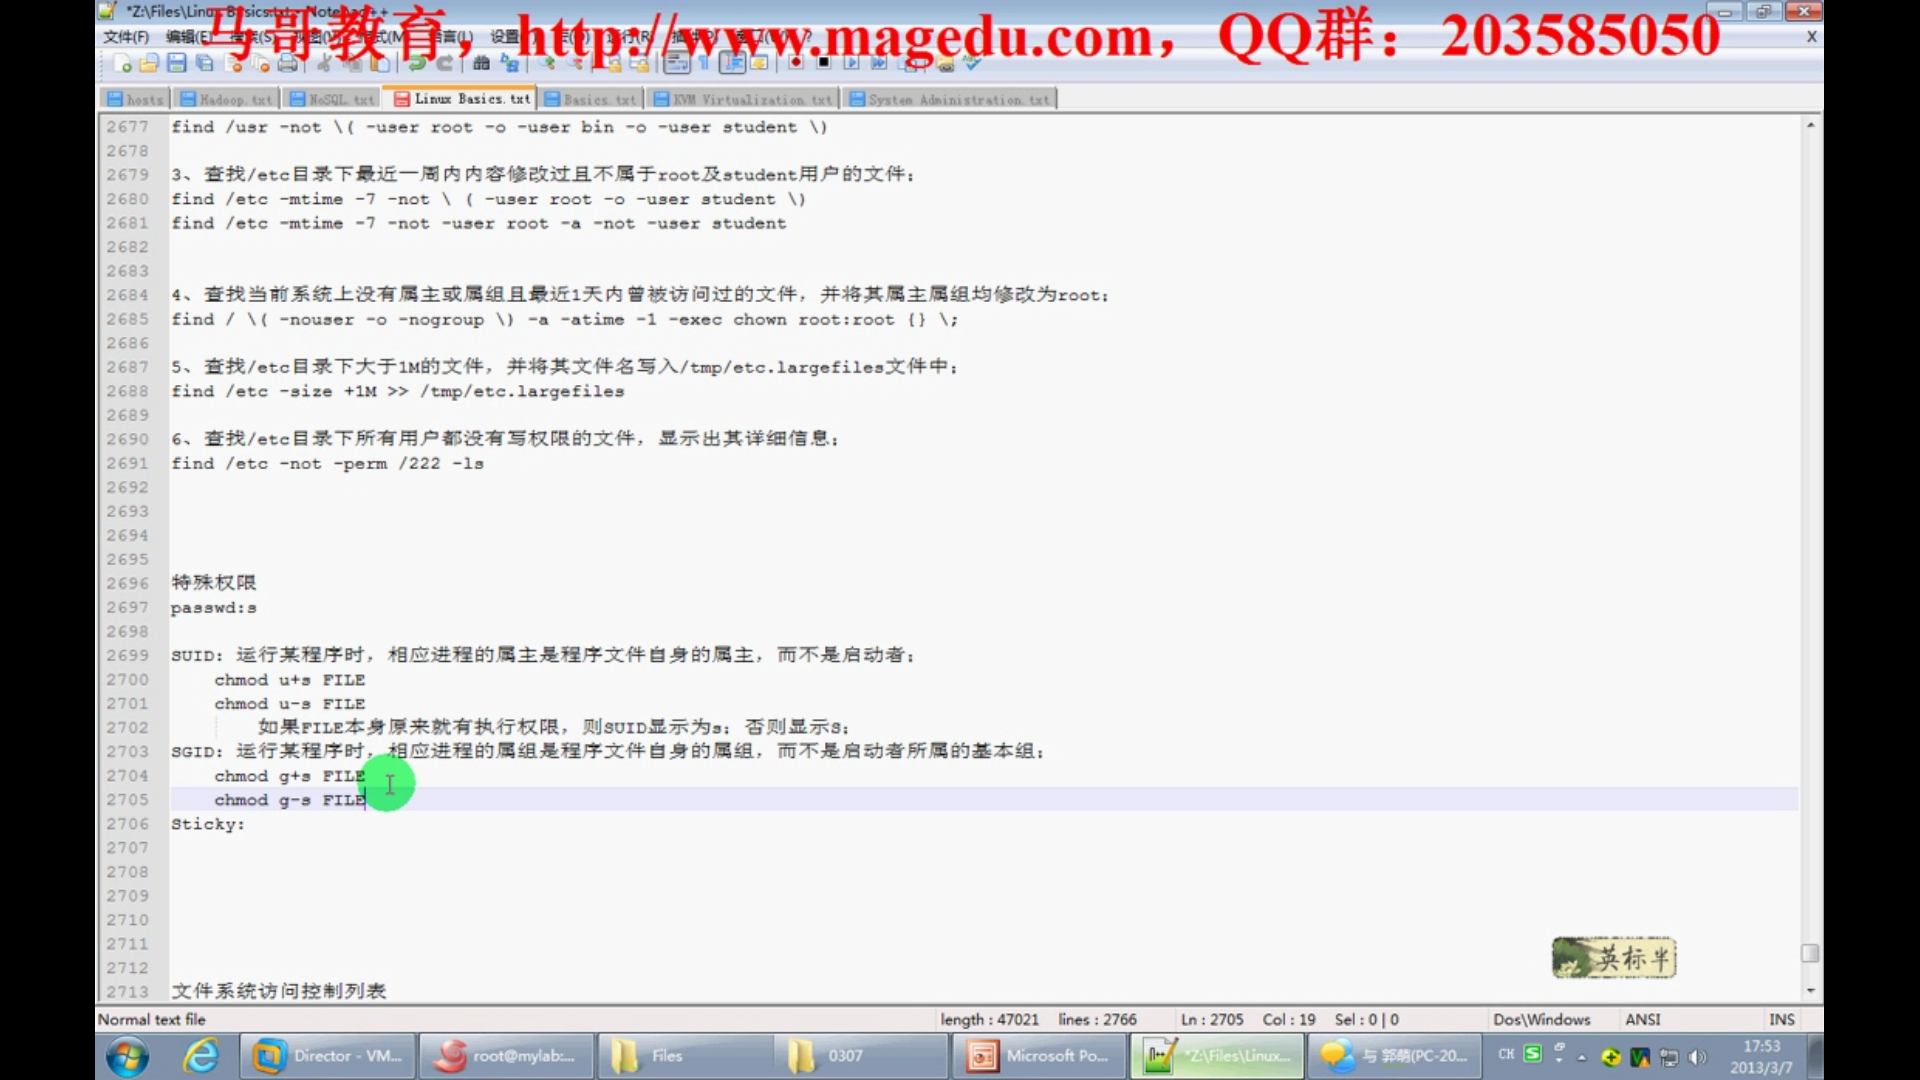 *Z:\Files\Linux Basics.txt - Notepad++
马哥教育，http://www.magedu.com，QQ群：203585050
文件(F) 编辑(E)
hosts Hadoop.txt NoSQL.txt Linux Basics.txt Basics.txt KVM Virtualization.txt System Administration.txt
2677 find /usr -not \( -user root -o -user bin -o -user student \)
2678
2679 3、查找/etc目录下最近一周内内容修改过且不属于root及student用户的文件；
2680 find /etc -mtime -7 -not \ ( -user root -o -user student \)
2681 find /etc -mtime -7 -not -user root -a -not -user student
2682
2683
2684 4、查找当前系统上没有属主或属组且最近1天内曾被访问过的文件，并将其属主属组均修改为root；
2685 find / \( -nouser -o -nogroup \) -a -atime -1 -exec chown root:root {} \;
2686
2687 5、查找/etc目录下大于1M的文件，并将其文件名写入/tmp/etc.largefiles文件中；
2688 find /etc -size +1M >> /tmp/etc.largefiles
2689
2690 6、查找/etc目录下所有用户都没有写权限的文件，显示出其详细信息；
2691 find /etc -not -perm /222 -ls
2692
2693
2694
2695
2696 特殊权限
2697 passwd:s
2698
2699 SUID: 运行某程序时，相应进程的属主是程序文件自身的属主，而不是启动者；
2700 chmod u+s FILE
2701 chmod u-s FILE
2702 如果FILE本身原来就有执行权限，则SUID显示为s；否则显示S；
2703 SGID: 运行某程序时，相应进程的属组是程序文件自身的属组，而不是启动者所属的基本组；
2704 chmod g+s FILE
2705 chmod g-s FILE
2706 Sticky:
2707
2708
2709
2710
2711
2712
2713 文件系统访问控制列表
英标半
Normal text file length : 47021 lines : 2766 Ln : 2705 Col : 19 Sel : 0 | 0 Dos\Windows ANSI INS
Director - VM... root@mylab:... Files 0307 Microsoft Po... *Z:\Files\Linux... 与 郭萌(PC-20... CH 17:53
2013/3/7